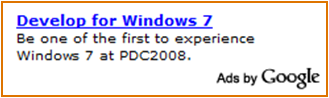 Develop for Windows 7
Be one of the first to experience
Windows 7 at PDC2008.
Ads by Google